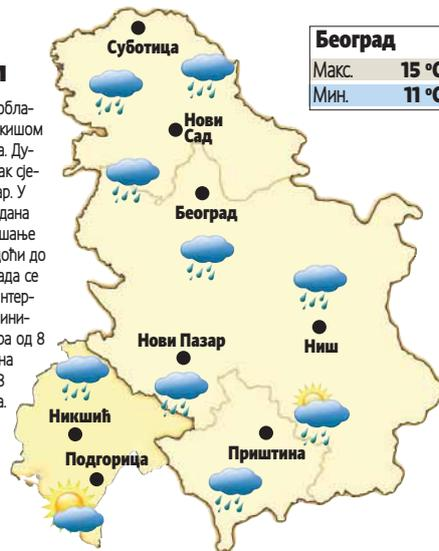 и
обла-
кишом
а. Ду-
ак сје-
ар. У
дана
шање
доћи до
ада се
нтер-
ини-
ра од 8
на
8
а.
Београд
Макс. 15 °C
Мин. 11 °C
Суботица
Нови
Сад
Београд
Нови Пазар
Ниш
Никшић
Подгорица
Приштина